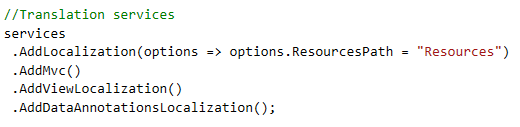 //Translation services
services
.AddLocalization(options => options.ResourcesPath = "Resources")
.AddMvc()
.AddViewLocalization()
.AddDataAnnotationsLocalization();